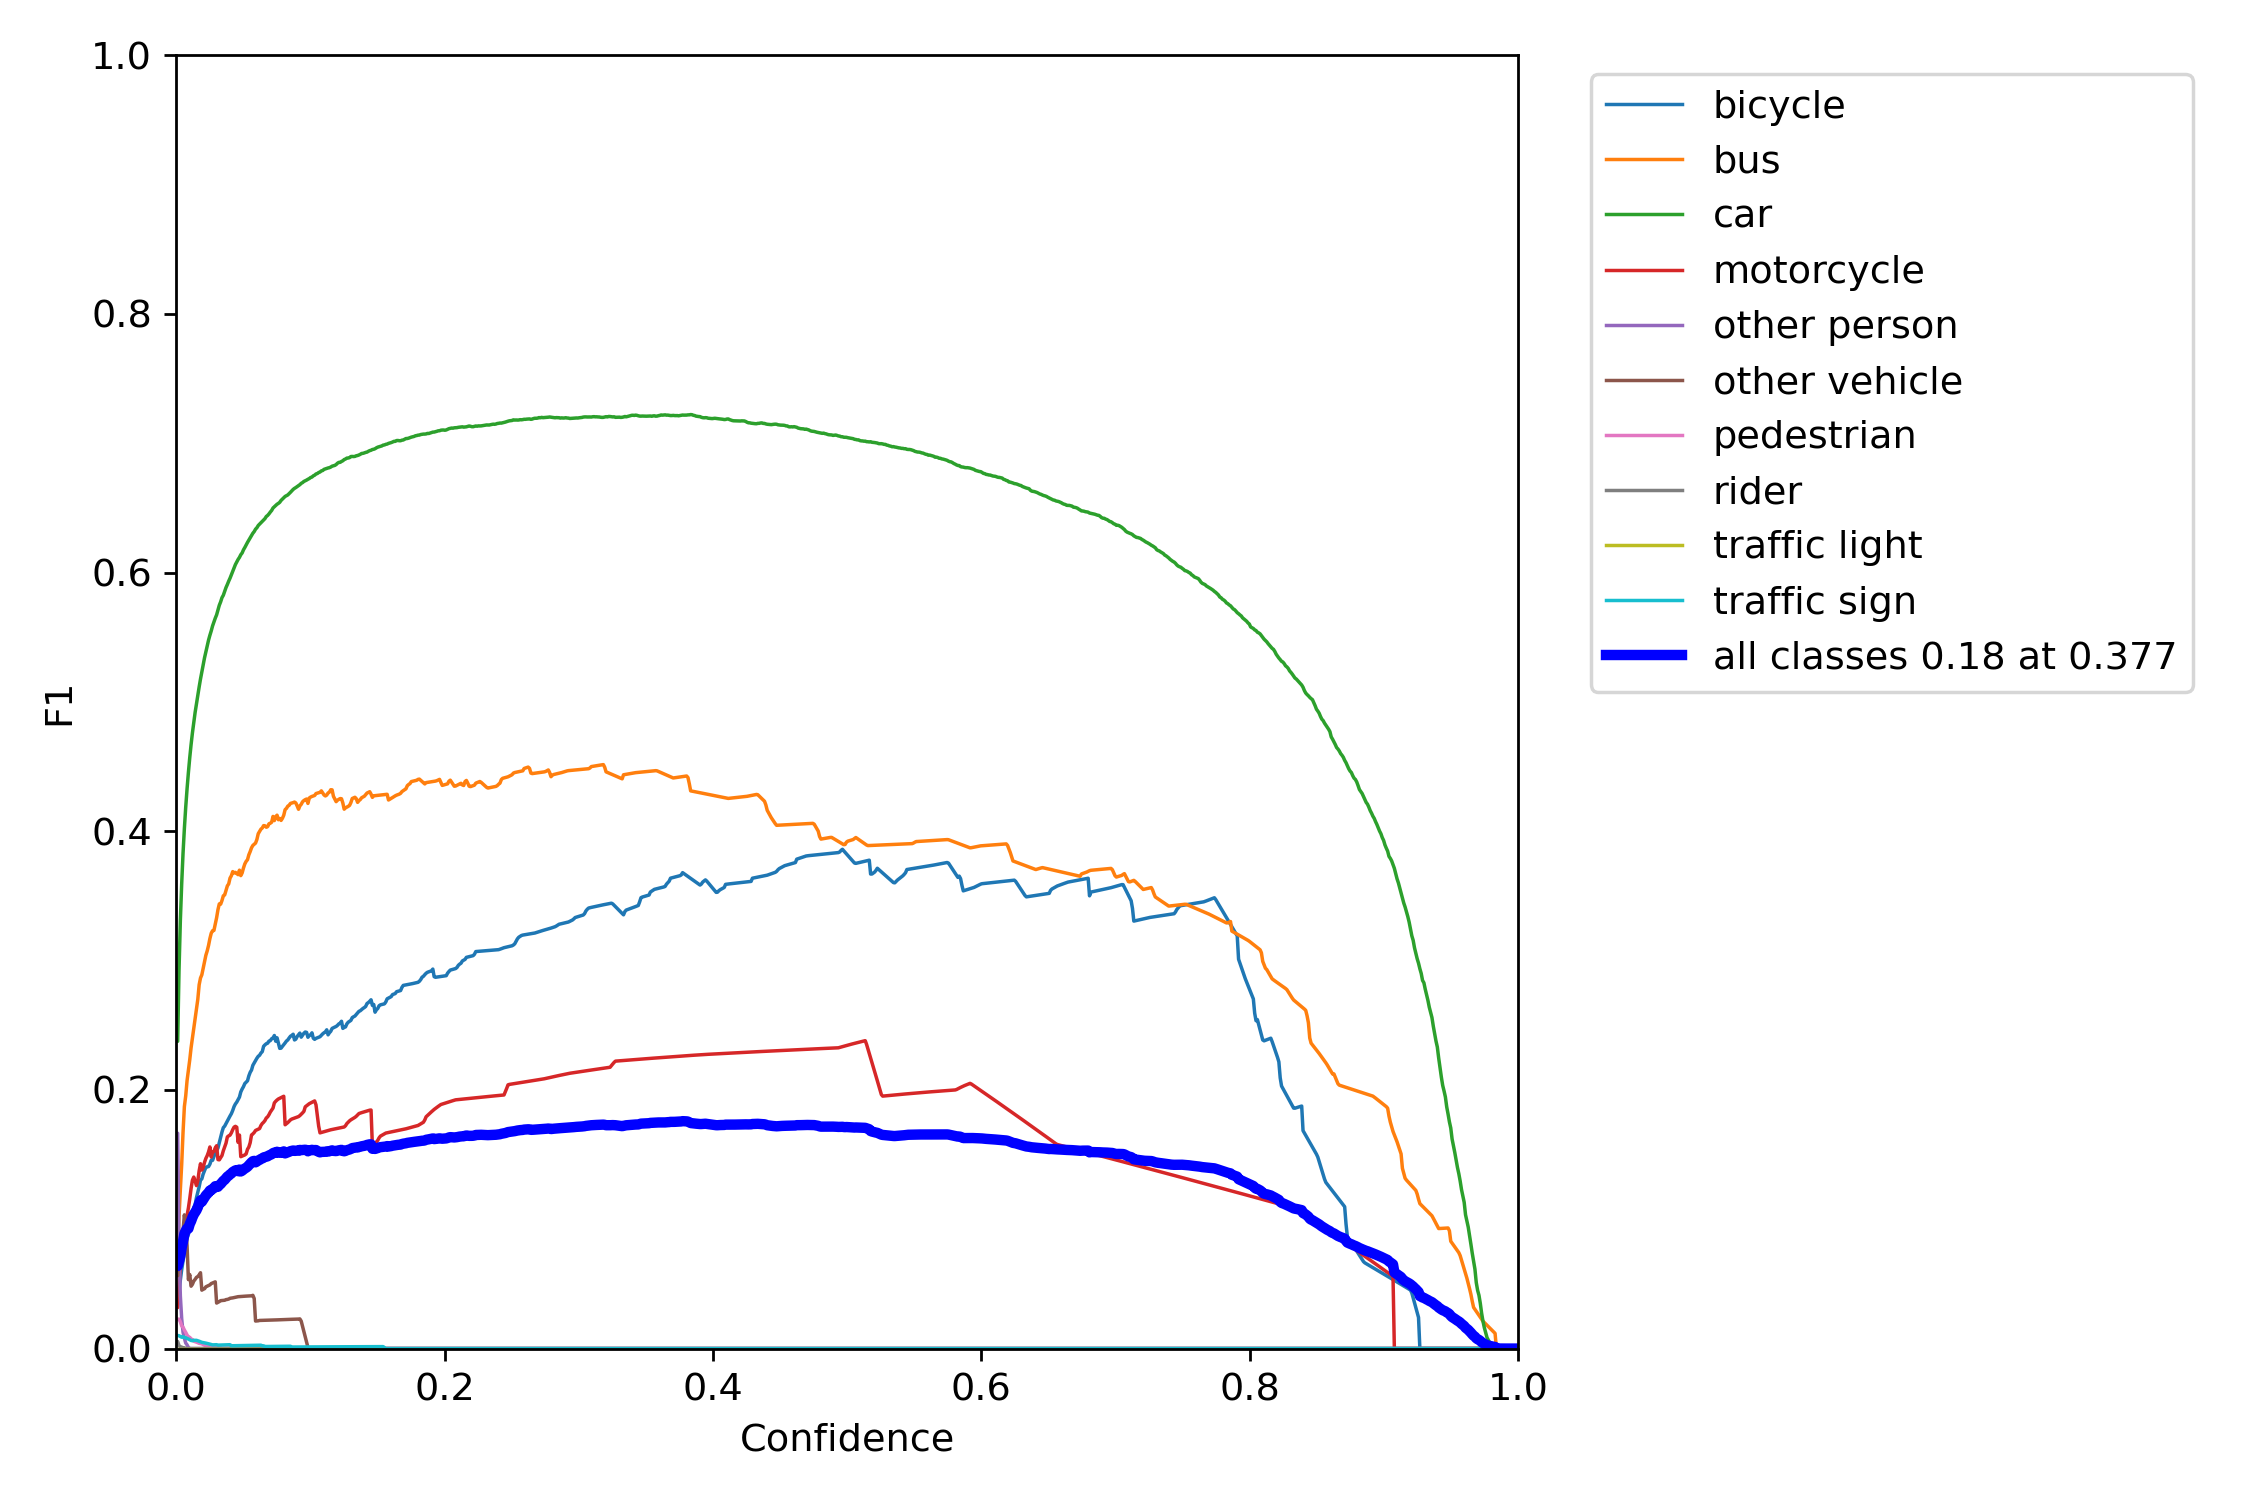 1.0
0.8
0.6
0.4
0.2
0.0
F1
0.0 0.2 0.4 0.6 0.8 1.0
Confidence
bicycle
bus
car
motorcycle
other person
other vehicle
pedestrian
rider
traffic light
traffic sign
all classes 0.18 at 0.377